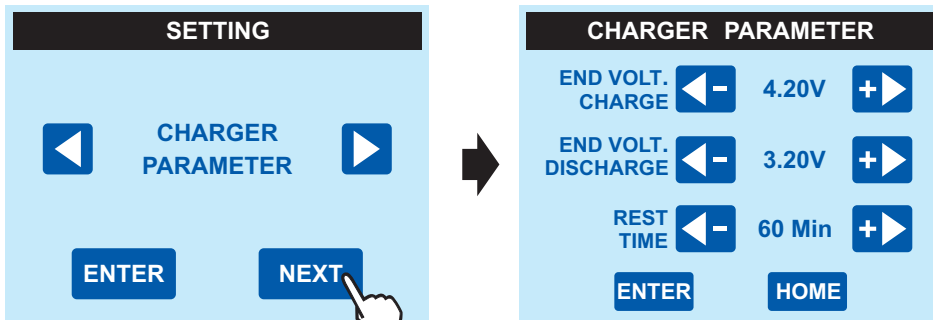 SETTING
CHARGER
PARAMETER
ENTER
NEXT
CHARGER PARAMETER
END VOLT.
CHARGE
- 4.20V +
END VOLT.
DISCHARGE
- 3.20V +
REST
TIME
- 60 Min +
ENTER
HOME